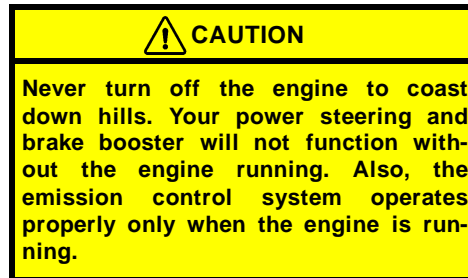 CAUTION
Never turn off the engine to coast
down hills. Your power steering and
brake booster will not function with-
out the engine running. Also, the
emission control system operates
properly only when the engine is run-
ning.